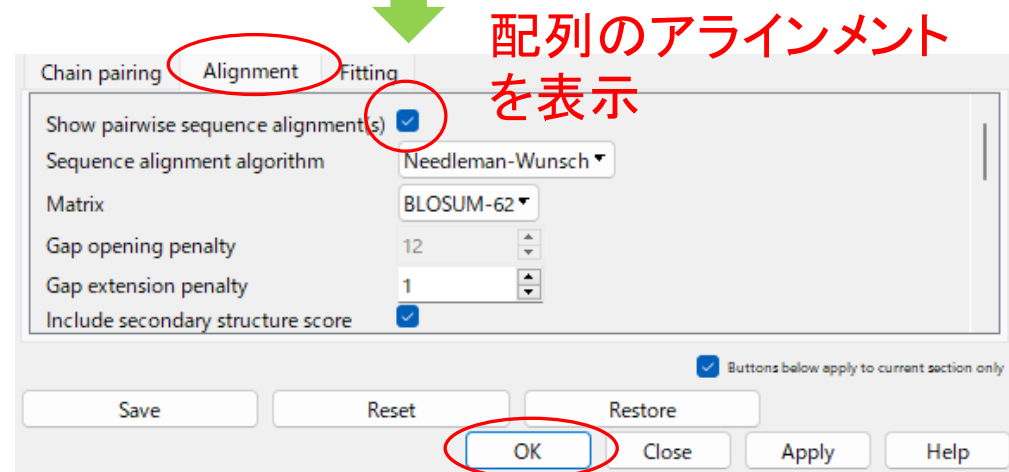 配列のアラインメント
を表示
Chain pairing Alignment Fitting
Show pairwise sequence alignment(s)
Sequence alignment algorithm Needleman-Wunsch
Matrix BLOSUM-62
Gap opening penalty 12
Gap extension penalty 1
Include secondary structure score
Buttons below apply to current section only
Save Reset Restore
OK Close Apply Help